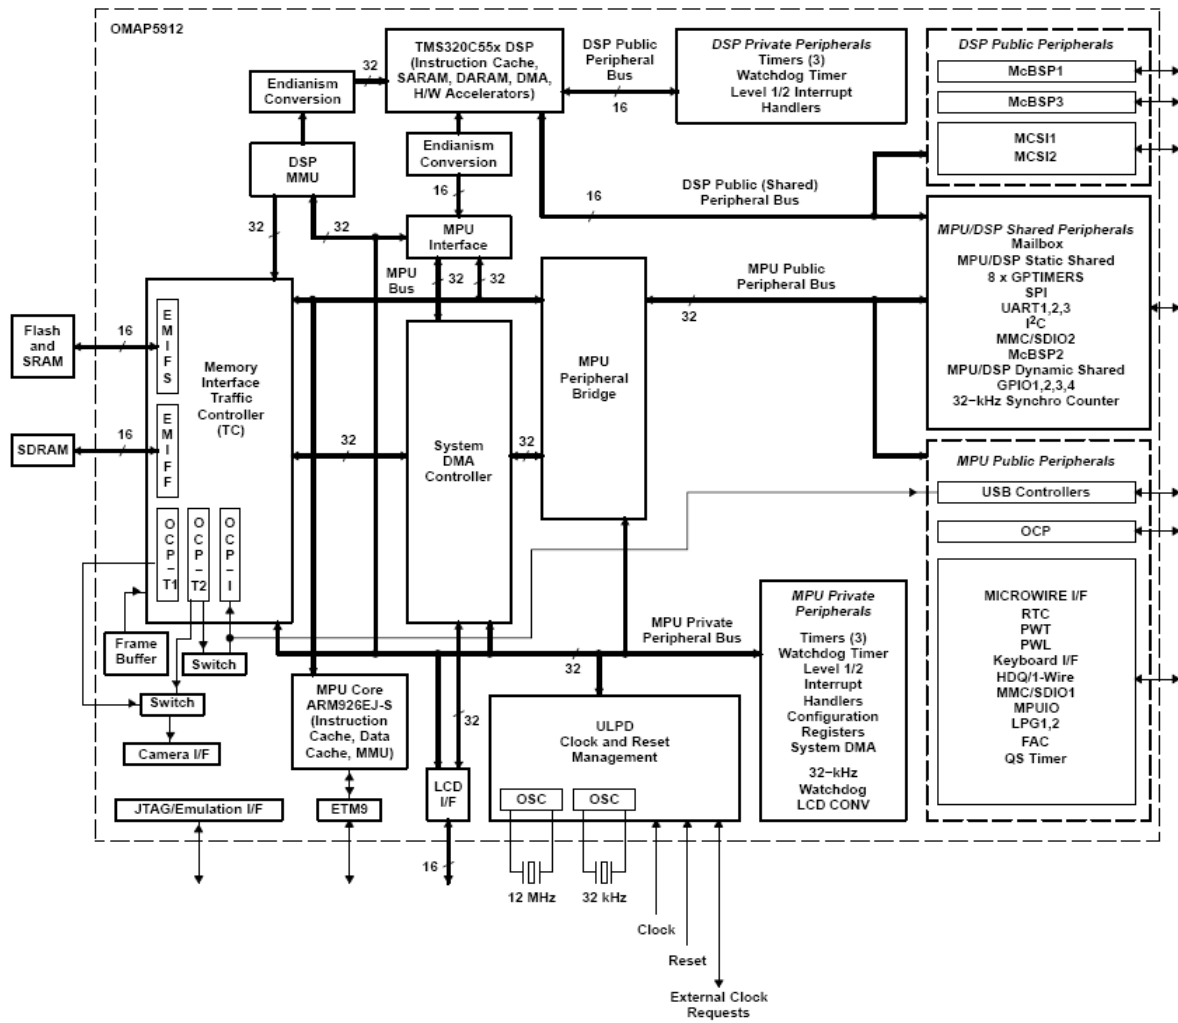 OMAP5912
TMS320C55x DSP
(Instruction Cache,
SARAM, DARAM, DMA,
H/W Accelerators)
32
Endianism
Conversion
DSP Public
Peripheral
Bus
16
DSP Private Peripherals
Timers (3)
Watchdog Timer
Level 1/2 Interrupt
Handlers
DSP Public Peripherals
McBSP1
McBSP3
MCSI1
MCSI2
DSP
MMU
Endianism
Conversion
16
DSP Public (Shared)
16
Peripheral Bus
32
32
MPU
Interface
MPU
Bus
32
32
MPU Public
Peripheral Bus
32
MPU/DSP Shared Peripherals
Mailbox
MPU/DSP Static Shared
8 x GPTIMERS
SPI
UART1,2,3
I2C
MMC/SDIO2
McBSP2
MPU/DSP Dynamic Shared
GPIO1,2,3,4
32−kHz Synchro Counter
Flash
and
SRAM
16
EMIFS
Memory
Interface
Traffic
Controller
(TC)
MPU
Peripheral
Bridge
SDRAM
16
EMIFF
32
System
DMA
Controller
32
MPU Public Peripherals
USB Controllers
OCP
MICROWIRE I/F
RTC
PWT
PWL
Keyboard I/F
HDQ/1-Wire
MMC/SDIO1
MPUIO
LPG1,2
FAC
QS Timer
OCP−T1
OCP−T2
OCP−I
Frame
Buffer
Switch
Switch
Camera I/F
MPU Private
Peripheral Bus
32
MPU Private
Peripherals
Timers (3)
Watchdog Timer
Level 1/2
Interrupt
Handlers
Configuration
Registers
System DMA
32−kHz
Watchdog
LCD CONV
MPU Core
ARM926EJ-S
(Instruction
Cache, Data
Cache, MMU)
32
ULPD
Clock and Reset
Management
OSC
OSC
LCD
I/F
JTAG/Emulation I/F
ETM9
16
12 MHz
32 kHz
Clock
Reset
External Clock
Requests